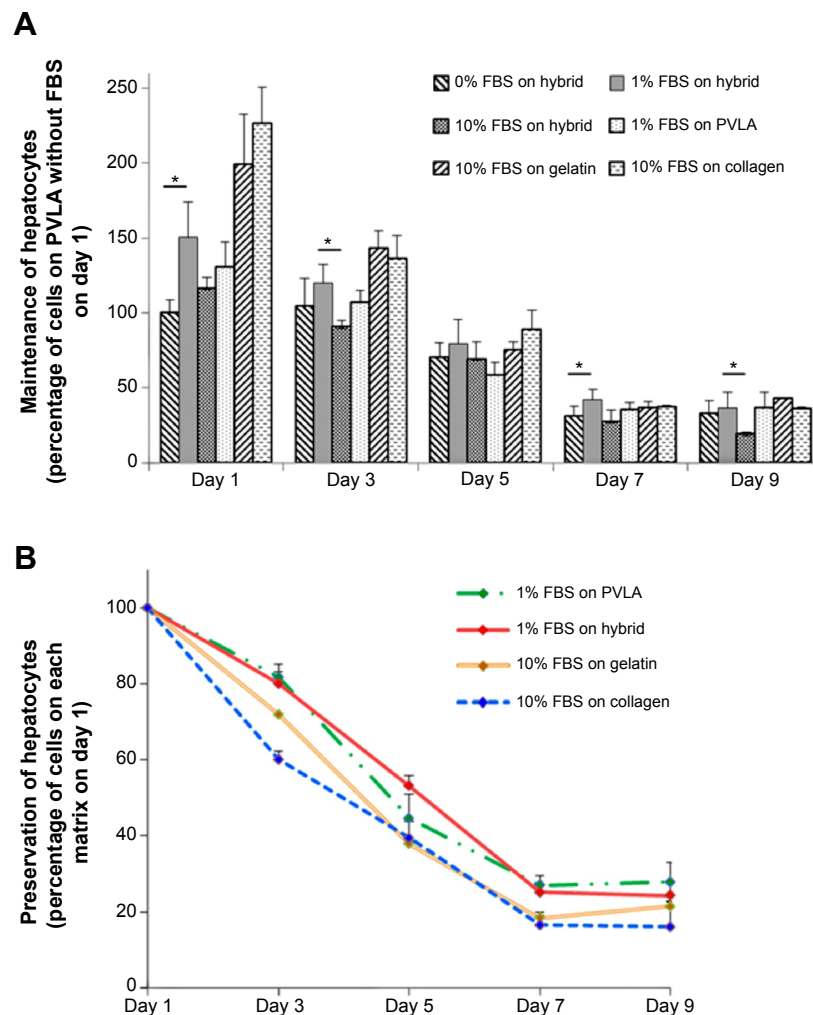 A
Maintenance of hepatocytes
(percentage of cells on PVLA without FBS
on day 1)
250
200
150
100
50
0
0% FBS on hybrid
1% FBS on hybrid
10% FBS on hybrid
1% FBS on PVLA
10% FBS on gelatin
10% FBS on collagen
*
*
*
*
Day 1
Day 3
Day 5
Day 7
Day 9
B
Preservation of hepatocytes
(percentage of cells on each
matrix on day 1)
100
80
60
40
20
0
1% FBS on PVLA
1% FBS on hybrid
10% FBS on gelatin
10% FBS on collagen
Day 1
Day 3
Day 5
Day 7
Day 9